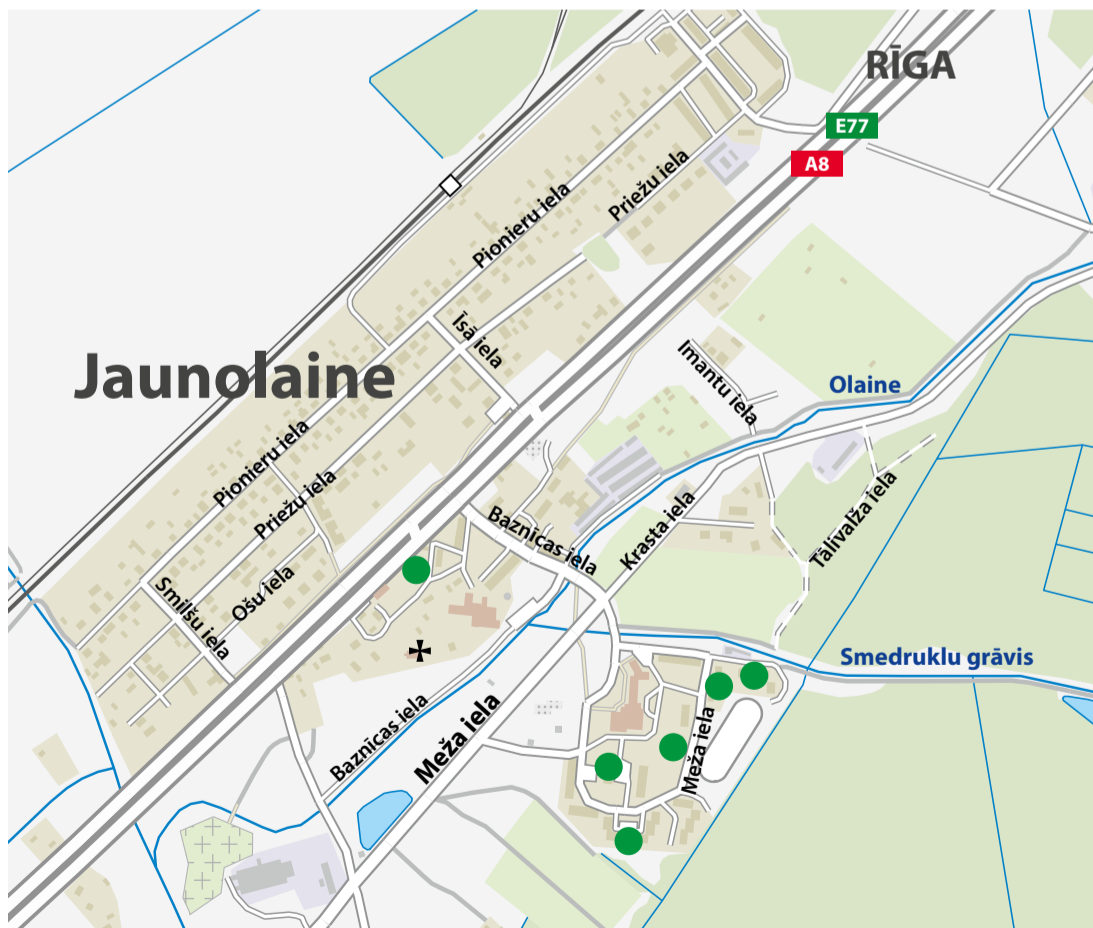 RĪGA
E77
A8
Priežu iela
Pionieru iela
Īsā iela
Jaunolaine
Imantu iela
Olaine
Pionieru iela
Priežu iela
Baznīcas iela
Krasta iela
Tālivalža iela
Ošu iela
Smilšu iela
Smedruklu grāvis
Baznīcas iela
Meža iela
Meža iela